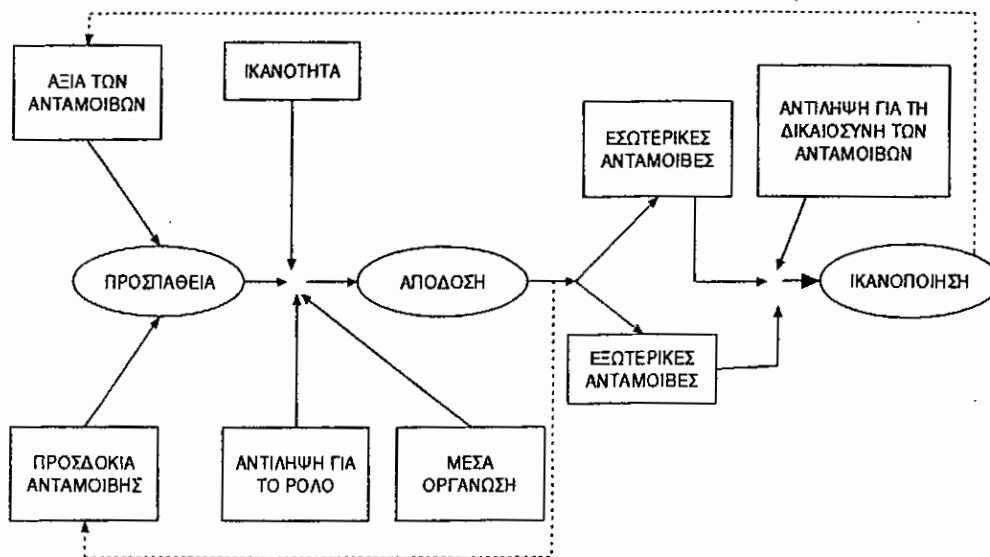 ΑΞΙΑ ΤΩΝ
ΑΝΤΑΜΟΙΒΩΝ
ΙΚΑΝΟΤΗΤΑ
ΕΣΩΤΕΡΙΚΕΣ
ΑΝΤΑΜΟΙΒΕΣ
ΑΝΤΙΛΗΨΗ ΓΙΑ ΤΗ
ΔΙΚΑΙΟΣΥΝΗ ΤΩΝ
ΑΝΤΑΜΟΙΒΩΝ
ΠΡΟΣΠΑΘΕΙΑ
ΑΠΟΔΟΣΗ
ΙΚΑΝΟΠΟΙΗΣΗ
ΕΞΩΤΕΡΙΚΕΣ
ΑΝΤΑΜΟΙΒΕΣ
ΠΡΟΣΔΟΚΙΑ
ΑΝΤΑΜΟΙΒΗΣ
ΑΝΤΙΛΗΨΗ ΓΙΑ
ΤΟ ΡΟΛΟ
ΜΕΣΑ
ΟΡΓΑΝΩΣΗ